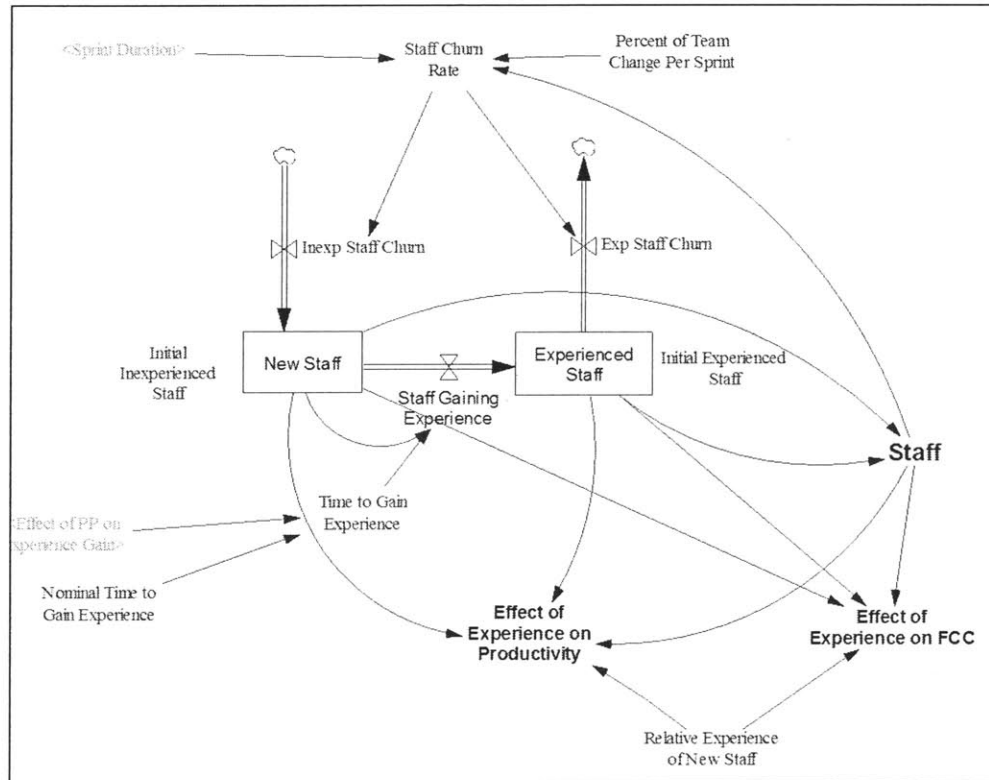 <Sprint Duration>
Staff Churn
Rate
Percent of Team
Change Per Sprint
Inexp Staff Churn
Exp Staff Churn
Initial
Inexperienced
Staff
New Staff
Staff Gaining
Experience
Experienced
Staff
Initial Experienced
Staff
Staff
Time to Gain
Experience
<Effect of PP on
xperience Gain>
Nominal Time to
Gain Experience
Effect of
Experience on
Productivity
Effect of
Experience on FCC
Relative Experience
of New Staff